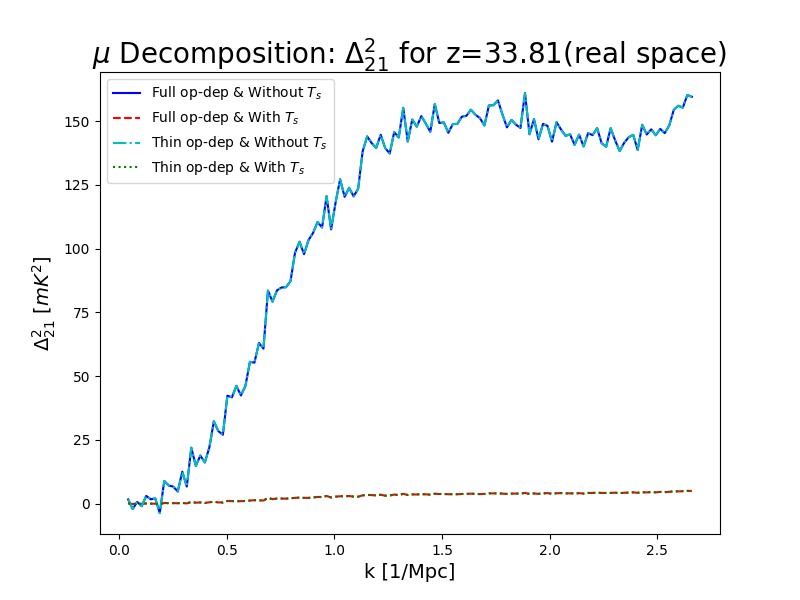 μ Decomposition: Δ²₂₁ for z=33.81(real space)
Full op-dep & Without Tₛ
Full op-dep & With Tₛ
Thin op-dep & Without Tₛ
Thin op-dep & With Tₛ
Δ²₂₁ [mK²]
150
125
100
75
50
25
0
0.0 0.5 1.0 1.5 2.0 2.5
k [1/Mpc]